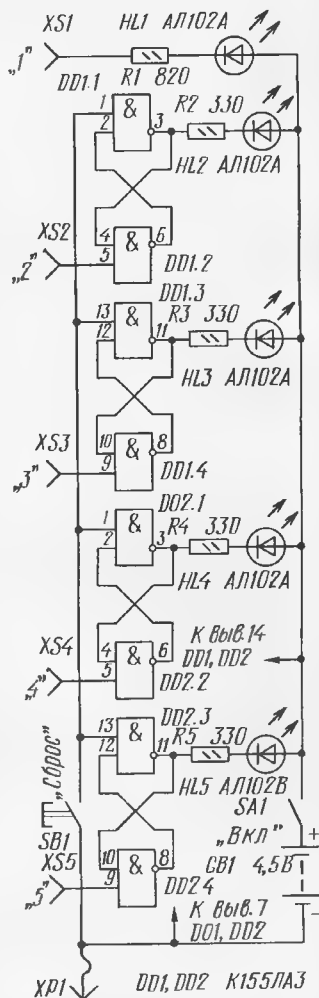 XS1 HL1 АЛ102А
„1" R1 820
DD1.1
1 & 3 R2 330
2
HL2 АЛ102А
XS2 4 & 6
„2" 5 DD1.2
DD1.3
13 & 11 R3 330
12
HL3 АЛ102А
XS3 10 & 8
„3" 9 DD1.4
DD2.1
1 & 3 R4 330
2
HL4 АЛ102А
XS4 4 & 6 К выв.14
„4" 5 DD2.2 DD1, DD2
DD2.3
13 & 11 R5 330
12
„Сброс" HL5 АЛ102В
SA1
„Вкл" +
SB1 GB1 4,5В
XS5 10 & 8
„5" 9 DD2.4
–
К выв.7
DD1, DD2
XP1 DD1, DD2 К155ЛА3